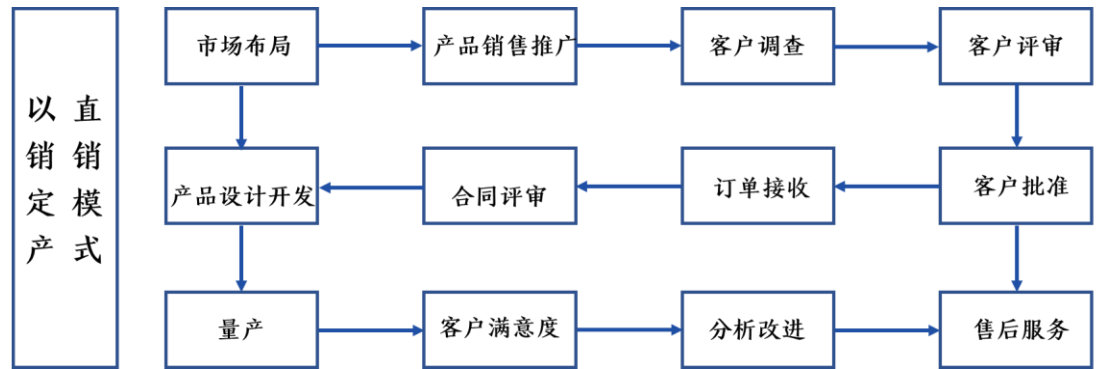 以销定产
直销模式
市场布局
产品销售推广
客户调查
客户评审
产品设计开发
合同评审
订单接收
客户批准
量产
客户满意度
分析改进
售后服务